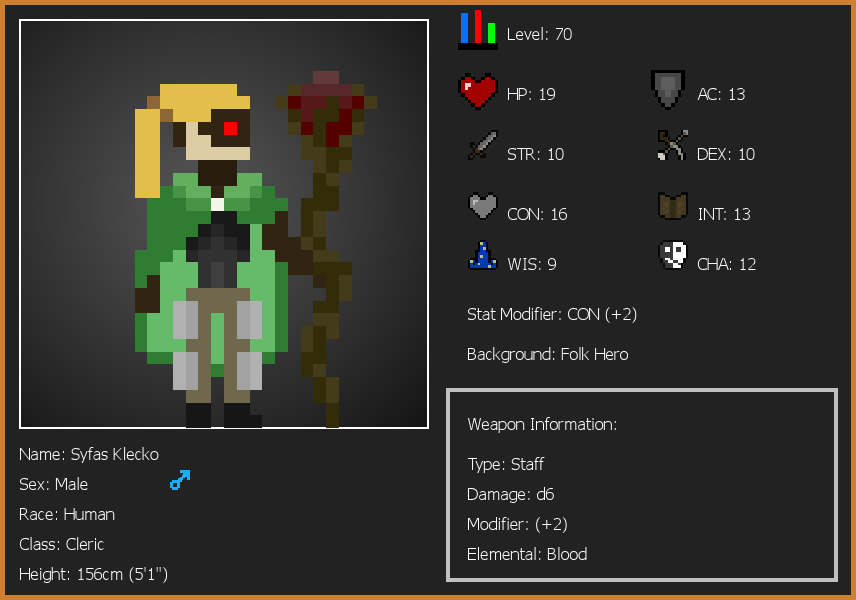 Level: 70
HP: 19
AC: 13
STR: 10
DEX: 10
CON: 16
INT: 13
WIS: 9
CHA: 12
Stat Modifier: CON (+2)
Background: Folk Hero
Weapon Information:
Type: Staff
Damage: d6
Modifier: (+2)
Elemental: Blood
Name: Syfas Klecko
Sex: Male
Race: Human
Class: Cleric
Height: 156cm (5'1")